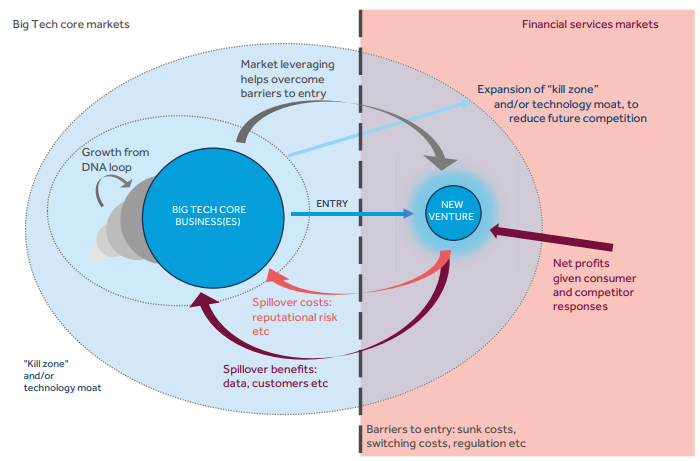 Big Tech core markets
Financial services markets
Market leveraging
helps overcome
barriers to entry
Expansion of "kill zone"
and/or technology moat, to
reduce future competition
Growth from
DNA loop
BIG TECH CORE
BUSINESS(ES)
ENTRY
NEW
VENTURE
Net profits
given consumer
and competitor
responses
Spillover costs:
reputational risk
etc
Spillover benefits:
data, customers etc
"Kill zone"
and/or
technology moat
Barriers to entry: sunk costs,
switching costs, regulation etc